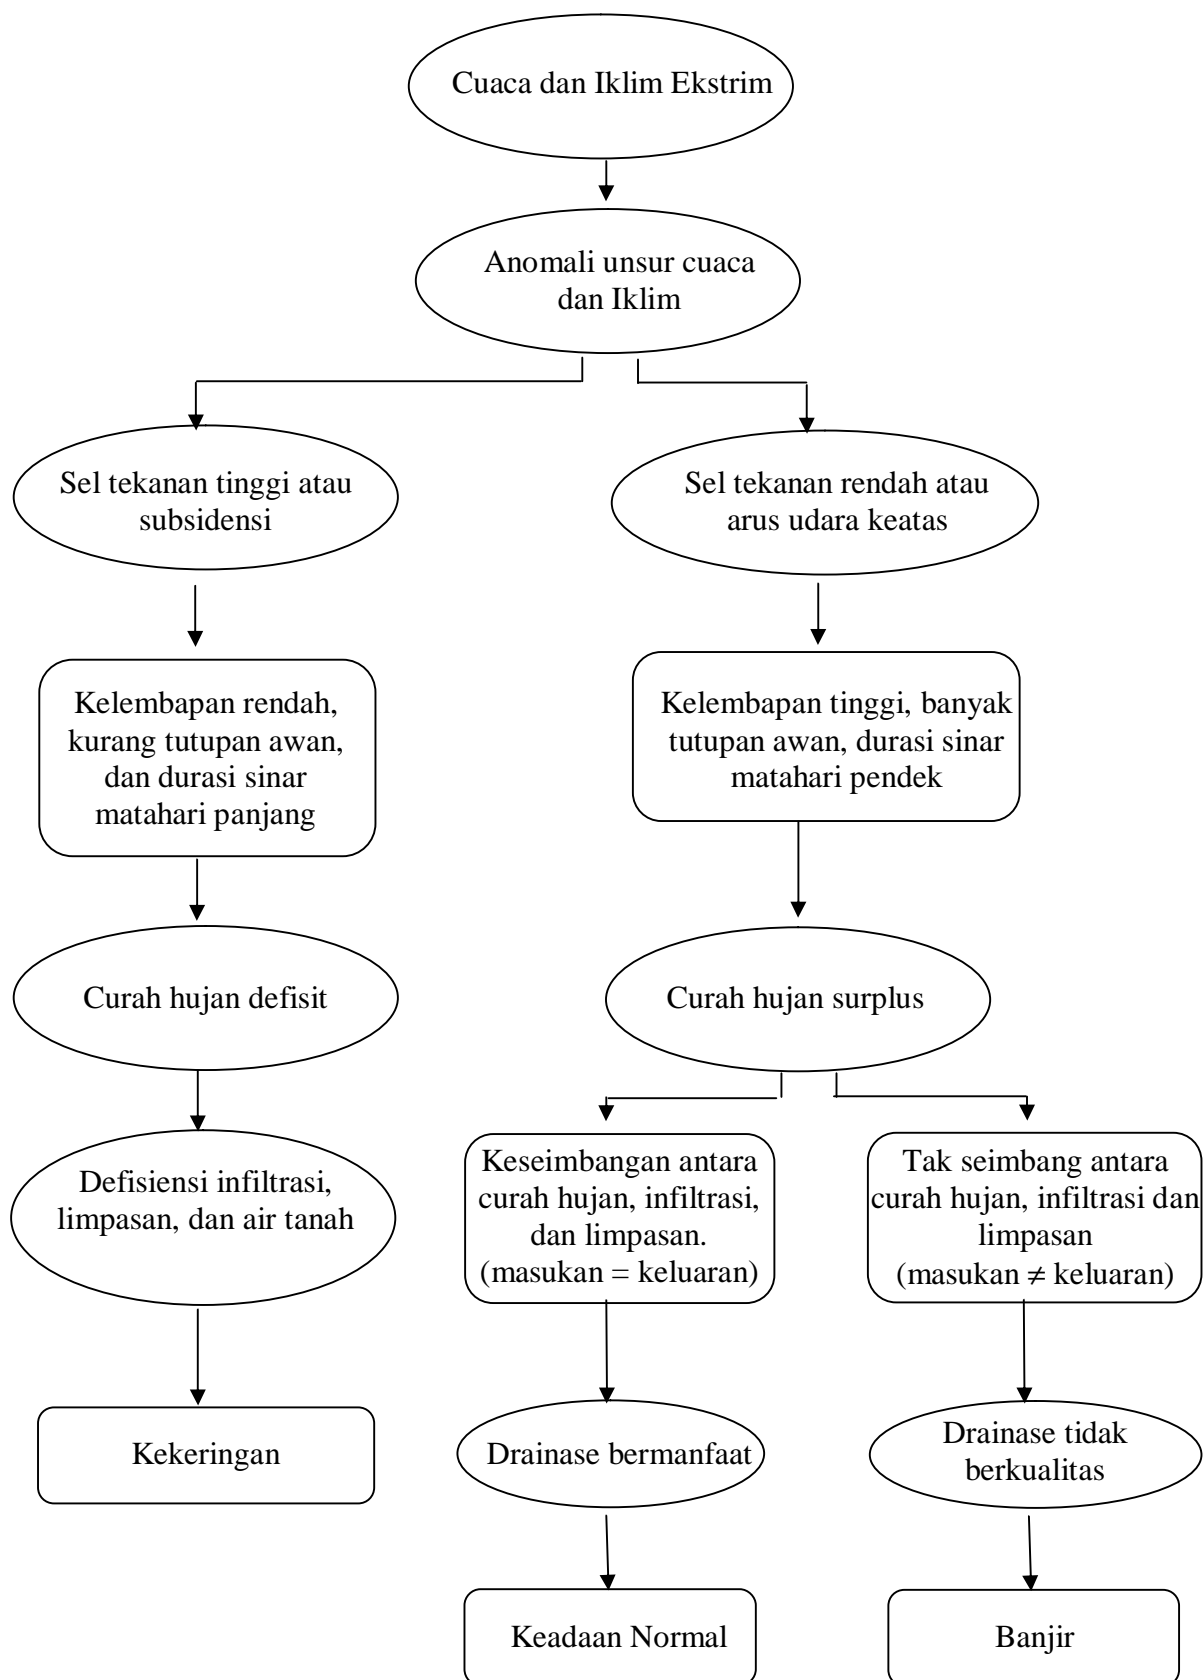 Cuaca dan Iklim Ekstrim
Anomali unsur cuaca
dan Iklim
Sel tekanan tinggi atau
subsidensi
Sel tekanan rendah atau
arus udara keatas
Kelembapan rendah,
kurang tutupan awan,
dan durasi sinar
matahari panjang
Kelembapan tinggi, banyak
tutupan awan, durasi sinar
matahari pendek
Curah hujan defisit
Curah hujan surplus
Defisiensi infiltrasi,
limpasan, dan air tanah
Keseimbangan antara
curah hujan, infiltrasi,
dan limpasan.
(masukan = keluaran)
Tak seimbang antara
curah hujan, infiltrasi dan
limpasan
(masukan ≠ keluaran)
Kekeringan
Drainase bermanfaat
Drainase tidak
berkualitas
Keadaan Normal
Banjir